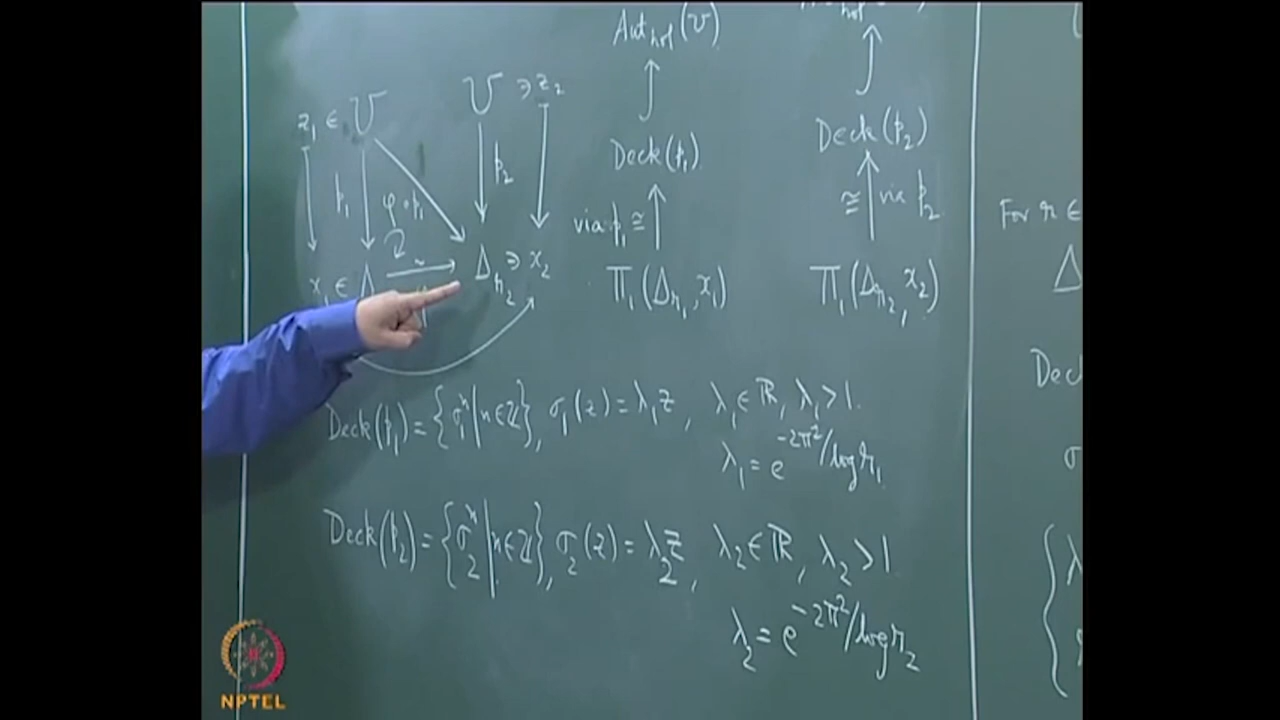 Aut_hol(U)
z_1 ∈ U
U ∋ z_2
p_1
φ∘p_1
p_2
Deck(p_1)
Deck(p_2)
via p_1 ≅
≅ via p_2
x_1 ∈ Δ
Δ_{r_2} ∋ x_2
Π_1(Δ_{r_1}, x_1)
Π_1(Δ_{r_2}, x_2)
For r ∈
Δ
Deck(p_1) = {σ_1^n | n ∈ ℤ}, σ_1(z) = λ_1 z, λ_1 ∈ ℝ, λ_1 > 1.
λ_1 = e^{-2π²/log r_1}
Deck(p_2) = {σ_2^n | n ∈ ℤ}, σ_2(z) = λ_2 z, λ_2 ∈ ℝ, λ_2 > 1
λ_2 = e^{-2π²/log r_2}
Dec
σ
{ λ
NPTEL